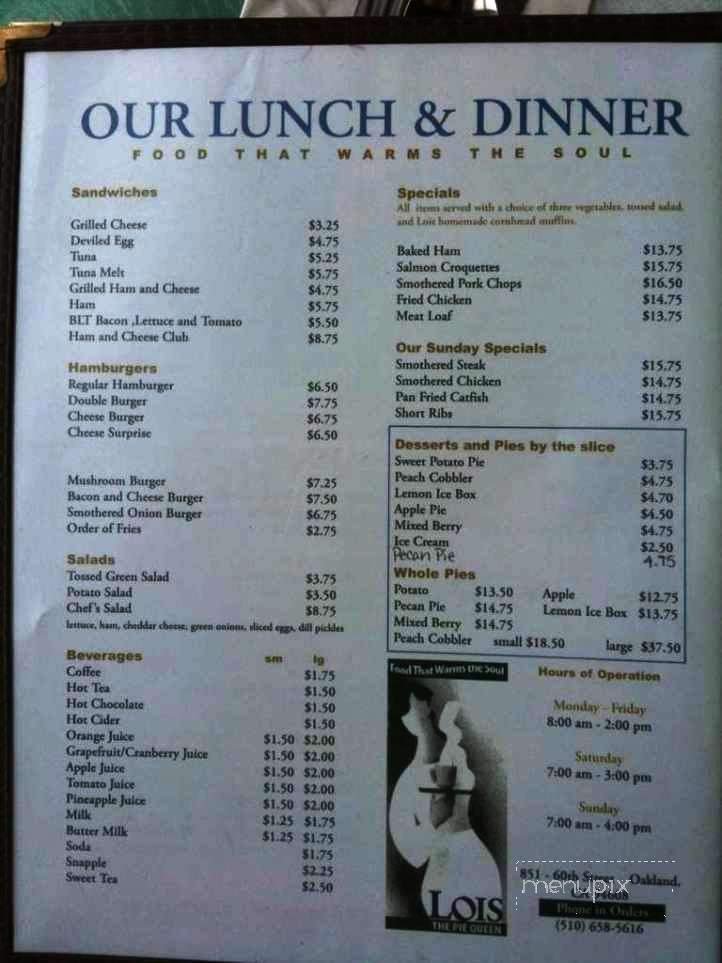 OUR LUNCH & DINNER
FOOD THAT WARMS THE SOUL
Sandwiches
Grilled Cheese $3.25
Deviled Egg $4.75
Tuna $5.25
Tuna Melt $5.75
Grilled Ham and Cheese $4.75
Ham $5.75
BLT Bacon ,Lettuce and Tomato $5.50
Ham and Cheese Club $8.75
Hamburgers
Regular Hamburger $6.50
Double Burger $7.75
Cheese Burger $6.75
Cheese Surprise $6.50
Mushroom Burger $7.25
Bacon and Cheese Burger $7.50
Smothered Onion Burger $6.75
Order of Fries $2.75
Salads
Tossed Green Salad $3.75
Potato Salad $3.50
Chef's Salad $8.75
lettuce, ham, cheddar cheese, green onions, sliced eggs, dill pickles
Beverages sm lg
Coffee $1.75
Hot Tea $1.50
Hot Chocolate $1.50
Hot Cider $1.50
Orange Juice $1.50 $2.00
Grapefruit/Cranberry Juice $1.50 $2.00
Apple Juice $1.50 $2.00
Tomato Juice $1.50 $2.00
Pineapple Juice $1.50 $2.00
Milk $1.25 $1.75
Butter Milk $1.25 $1.75
Soda $1.75
Snapple $2.25
Sweet Tea $2.50
Specials
All items served with a choice of three vegetables, tossed salad,
and Lois homemade cornbread muffins.
Baked Ham $13.75
Salmon Croquettes $15.75
Smothered Pork Chops $16.50
Fried Chicken $14.75
Meat Loaf $13.75
Our Sunday Specials
Smothered Steak $15.75
Smothered Chicken $14.75
Pan Fried Catfish $14.75
Short Ribs $15.75
Desserts and Pies by the slice
Sweet Potato Pie $3.75
Peach Cobbler $4.75
Lemon Ice Box $4.70
Apple Pie $4.50
Mixed Berry $4.75
Ice Cream $2.50
Pecan Pie 4.75
Whole Pies
Potato $13.50 Apple $12.75
Pecan Pie $14.75 Lemon Ice Box $13.75
Mixed Berry $14.75
Peach Cobbler small $18.50 large $37.50
Food That Warms the Soul
LOIS
THE PIE QUEEN
Hours of Operation
Monday - Friday
8:00 am - 2:00 pm
Saturday
7:00 am - 3:00 pm
Sunday
7:00 am - 4:00 pm
851 - 60th Street - Oakland,
CA 94608
menupix
Phone in Orders
(510) 658-5616